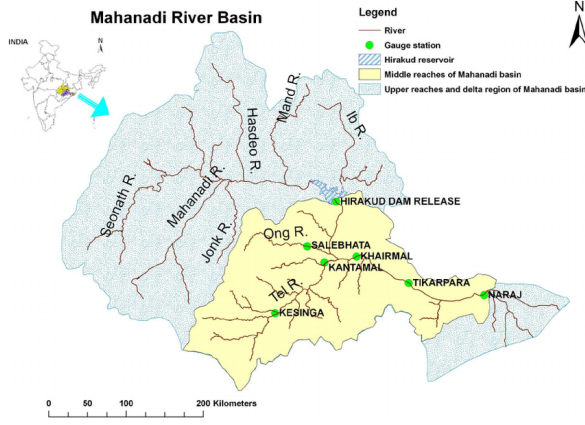 Mahanadi River Basin
INDIA
N
N
Legend
River
Gauge station
Hirakud reservoir
Middle reaches of Mahanadi basin
Upper reaches and delta region of Mahanadi basin
Seonath R.
Mahanadi R.
Hasdeo R.
Mand R.
Ib R.
Jonk R.
HIRAKUD DAM RELEASE
Ong R.
SALEBHATA
KHAIRMAL
KANTAMAL
Tel R.
TIKARPARA
NARAJ
KESINGA
0 50 100 200 Kilometers